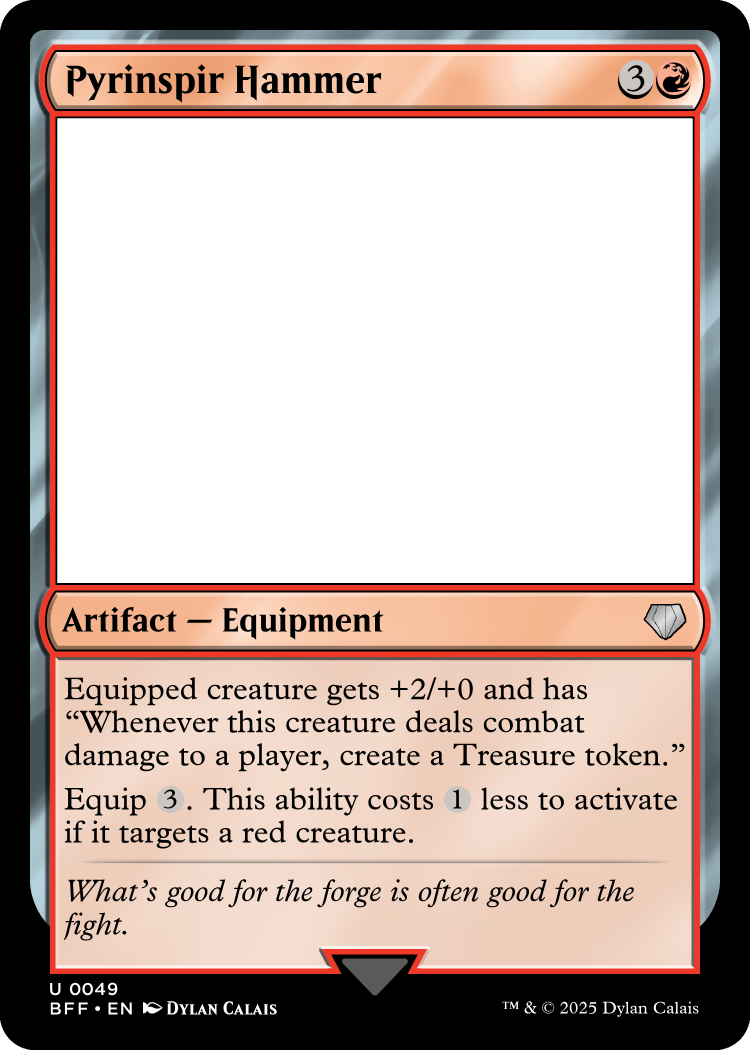 Pyrinspir Hammer 3
Artifact — Equipment
Equipped creature gets +2/+0 and has
“Whenever this creature deals combat
damage to a player, create a Treasure token.”
Equip 3. This ability costs 1 less to activate
if it targets a red creature.
What’s good for the forge is often good for the
fight.
U 0049
BFF • EN Dylan Calais
™ & © 2025 Dylan Calais